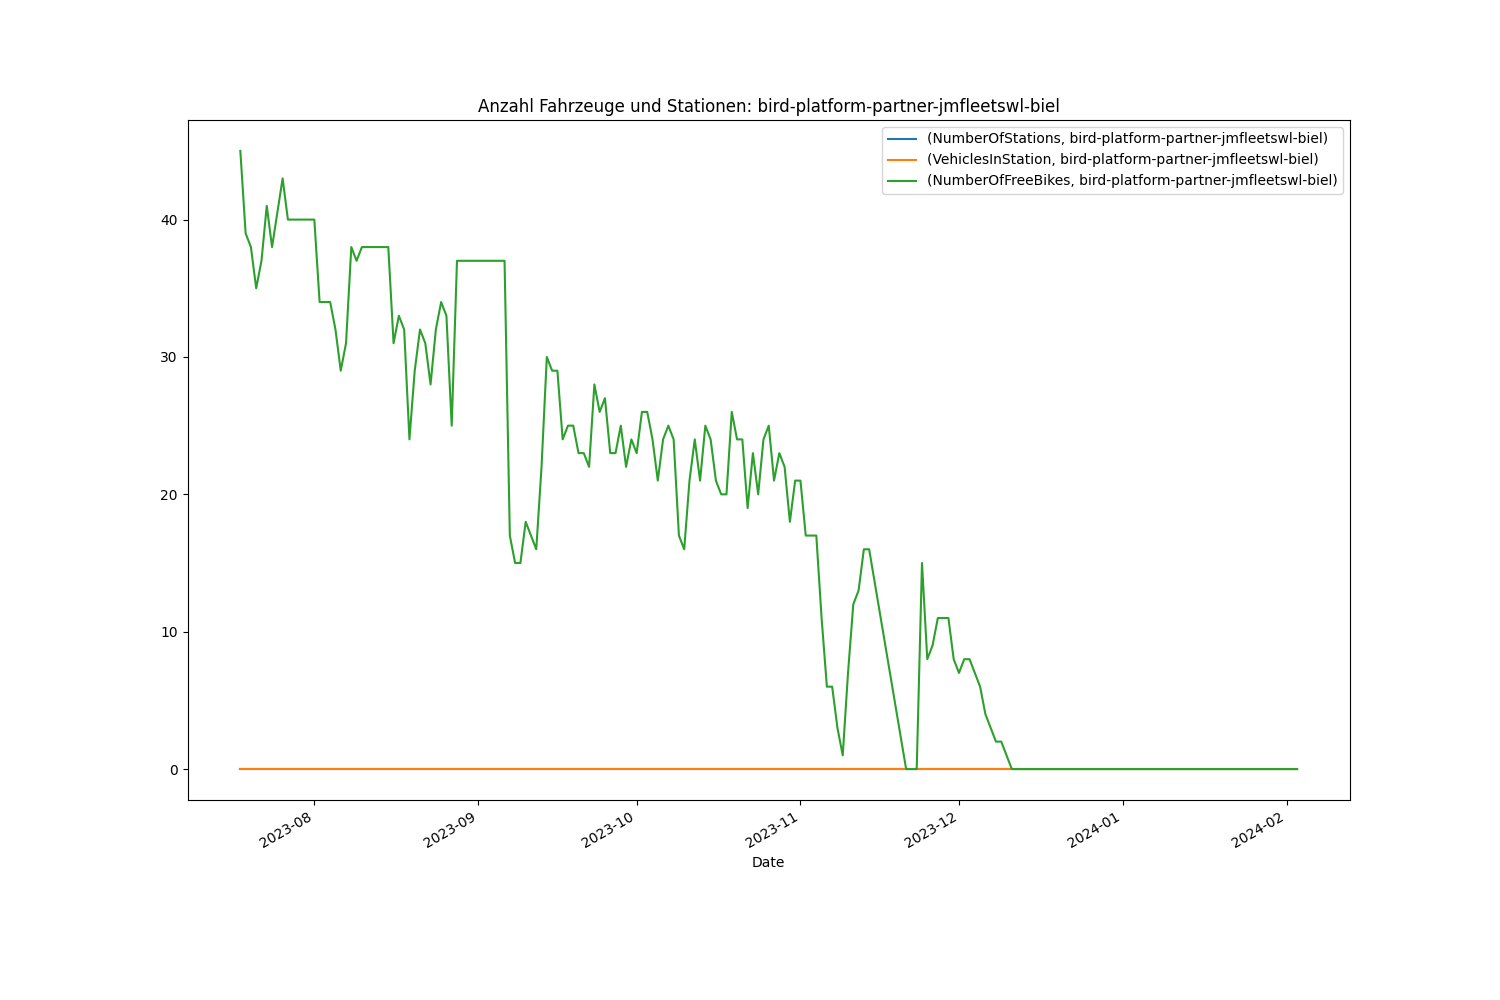 Anzahl Fahrzeuge und Stationen: bird-platform-partner-jmfleetswl-biel
(NumberOfStations, bird-platform-partner-jmfleetswl-biel)
(VehiclesInStation, bird-platform-partner-jmfleetswl-biel)
(NumberOfFreeBikes, bird-platform-partner-jmfleetswl-biel)
40
30
20
10
0
2023-08
2023-09
2023-10
2023-11
2023-12
2024-01
2024-02
Date